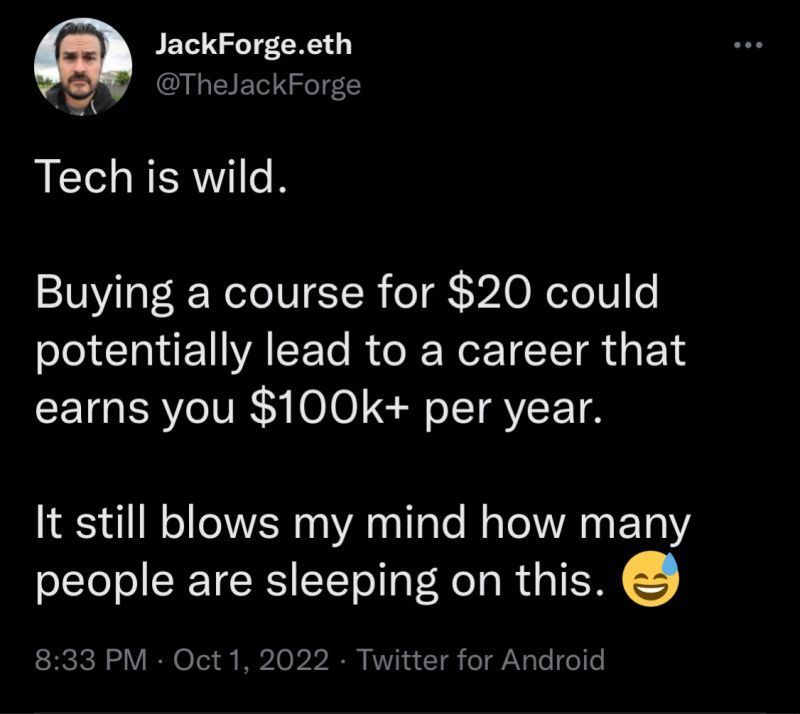 JackForge.eth
@TheJackForge
Tech is wild.
Buying a course for $20 could
potentially lead to a career that
earns you $100k+ per year.
It still blows my mind how many
people are sleeping on this. 😅
8:33 PM · Oct 1, 2022 · Twitter for Android